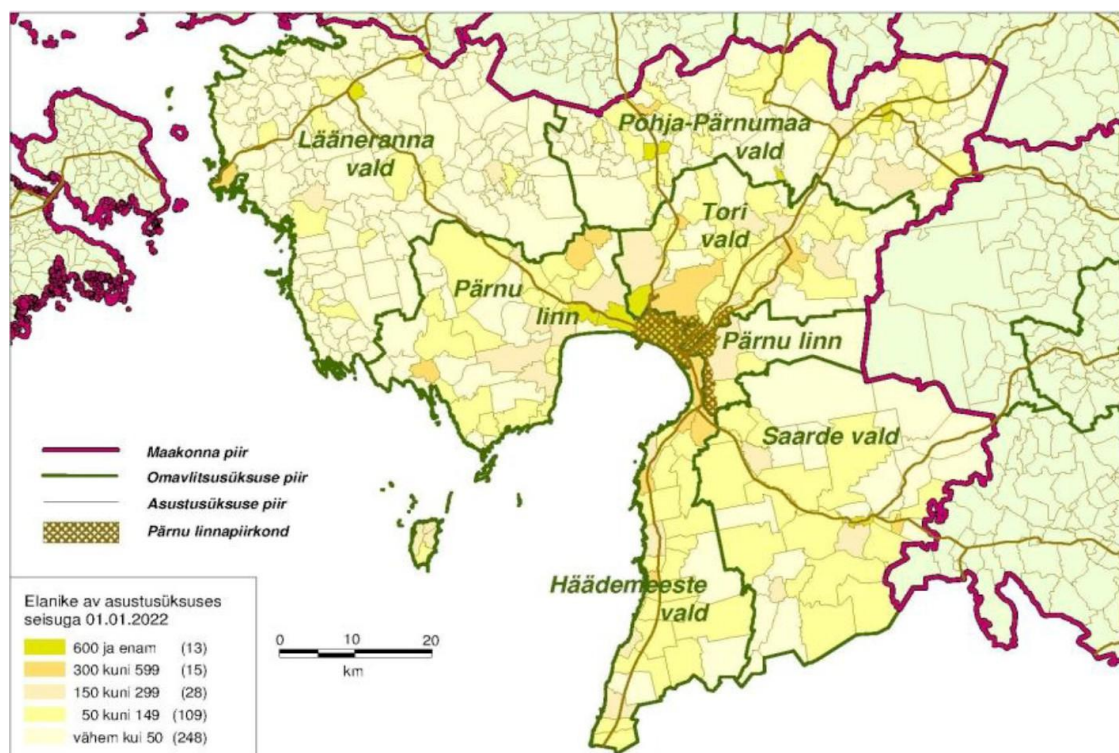 Lääneranna
vald
Põhja-Pärnumaa
vald
Tori
vald
Pärnu
linn
Pärnu linn
Saarde vald
Häädemeeste
vald
Maakonna piir
Omavlitsusüksuse piir
Asustusüksuse piir
Pärnu linnapiirkond
Elanike av asustusüksuses
seisuga 01.01.2022
600 ja enam (13)
300 kuni 599 (15)
150 kuni 299 (28)
50 kuni 149 (109)
vähem kui 50 (248)
0 10 20
km